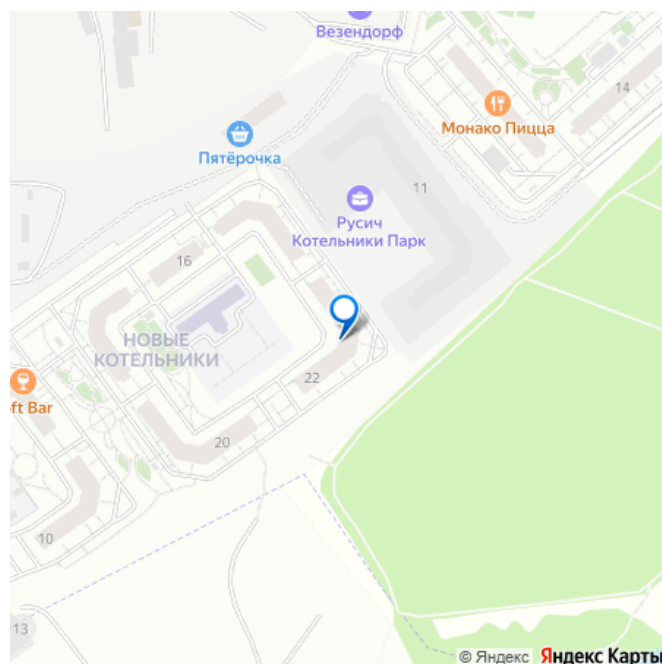 Везендорф
14
Монако Пицца
Пятёрочка
11
Русич
Котельники Парк
16
НОВЫЕ
КОТЕЛЬНИКИ
22
ft Bar
20
10
13
© Яндекс Яндекс Карты